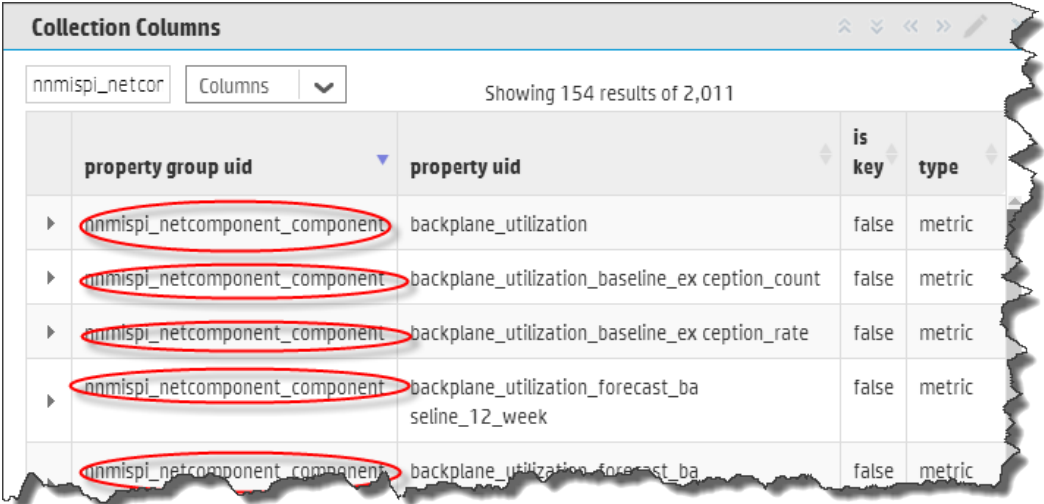 Collection Columns
nnmispi_netcor Columns Showing 154 results of 2,011
property group uid property uid is key type
nnmispi_netcomponent_component backplane_utilization false metric
nnmispi_netcomponent_component backplane_utilization_baseline_ex ception_count false metric
nnmispi_netcomponent_component backplane_utilization_baseline_ex ception_rate false metric
nnmispi_netcomponent_component backplane_utilization_forecast_ba false metric
seline_12_week
nnmispi_netcomponent_component backplane_utilization_forecast_ba false metric